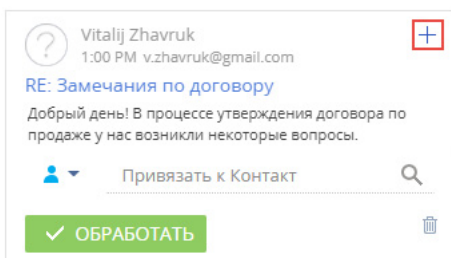 Vitalij Zhavruk
1:00 PM v.zhavruk@gmail.com
RE: Замечания по договору
Добрый день! В процессе утверждения договора по
продаже у нас возникли некоторые вопросы.
Привязать к Контакт
ОБРАБОТАТЬ